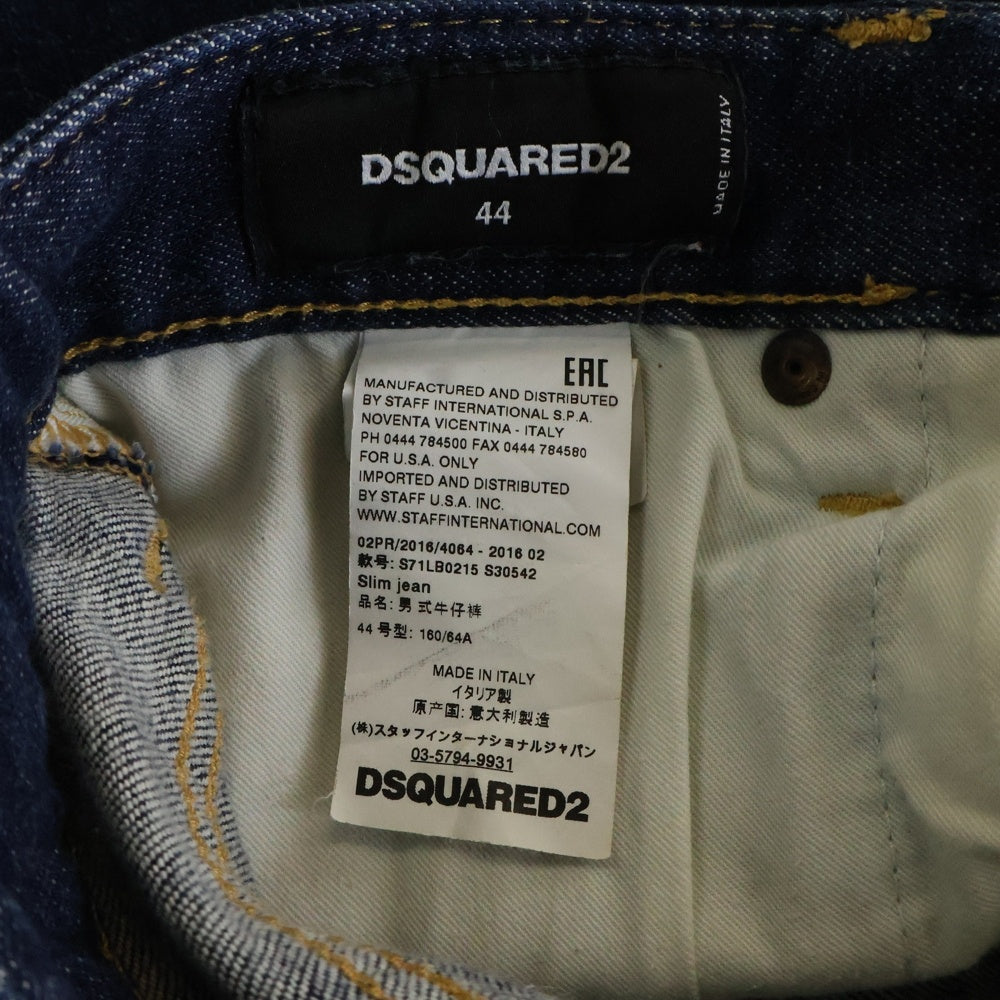 DSQUARED2
44
MADE IN ITALY
EAC
MANUFACTURED AND DISTRIBUTED
BY STAFF INTERNATIONAL S.P.A.
NOVENTA VICENTINA - ITALY
PH 0444 784500 FAX 0444 784580
FOR U.S.A. ONLY
IMPORTED AND DISTRIBUTED
BY STAFF U.S.A. INC.
WWW.STAFFINTERNATIONAL.COM
02PR/2016/4064 - 2016 02
款号: S71LB0215 S30542
Slim jean
品名: 男式牛仔裤
44 号型: 160/64A
MADE IN ITALY
イタリア製
原产国: 意大利製造
(株)スタッフインターナショナルジャパン
03-5794-9931
DSQUARED2